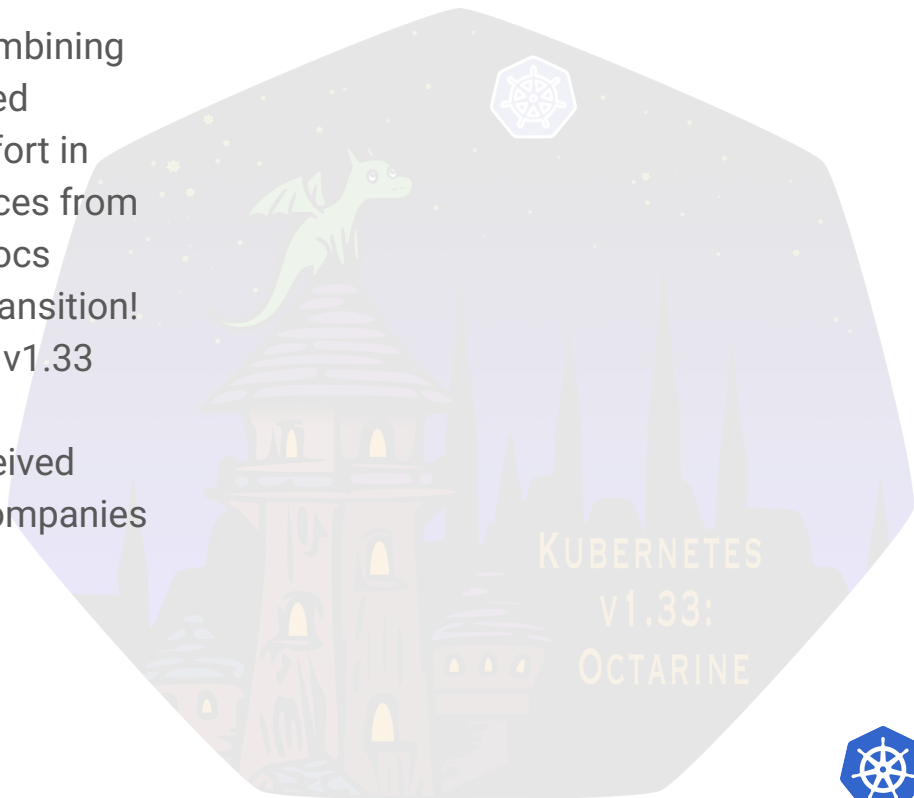 mbining
ed
fort in
ces from
ocs
ansition!
v1.33
eived
ompanies
KUBERNETES
V1.33:
OCTARINE